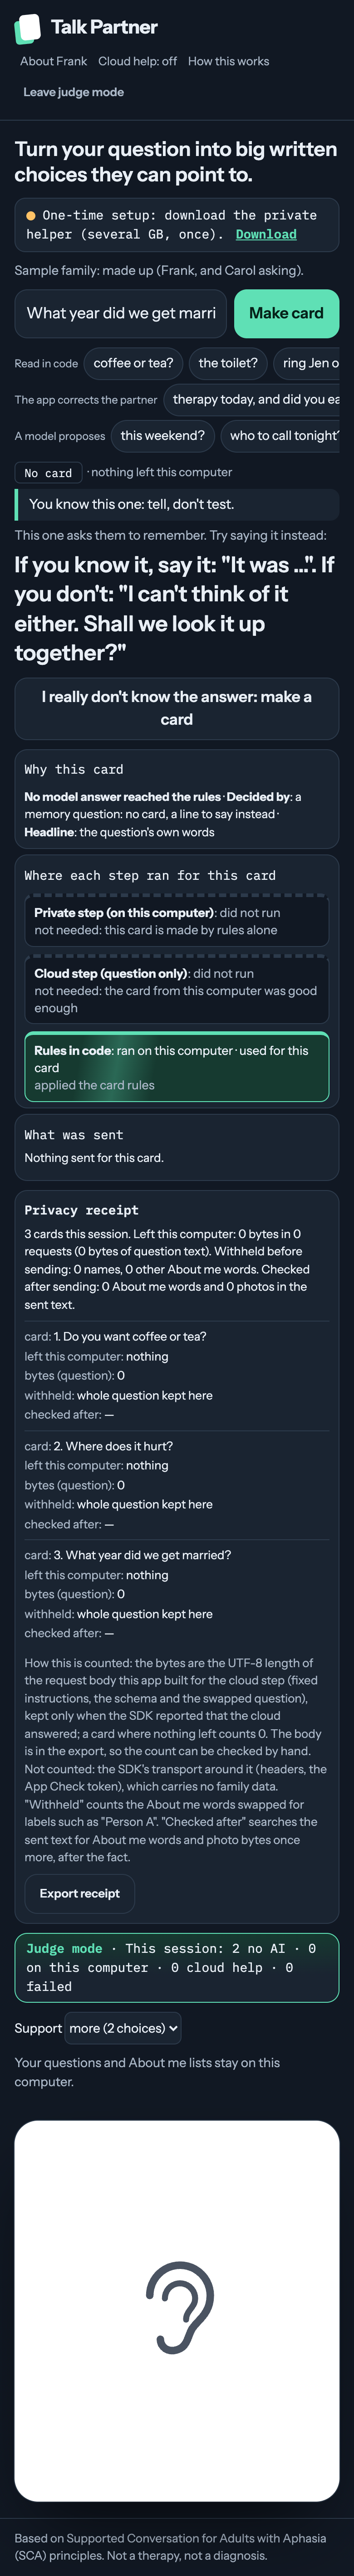 Talk Partner
About Frank Cloud help: off How this works
Leave judge mode
Turn your question into big written
choices they can point to.
One-time setup: download the private
helper (several GB, once). Download
Sample family: made up (Frank, and Carol asking).
What year did we get marri Make card
Read in code coffee or tea? the toilet? ring Jen o
The app corrects the partner therapy today, and did you ea
A model proposes this weekend? who to call tonight?
No card · nothing left this computer
You know this one: tell, don't test.
This one asks them to remember. Try saying it instead:
If you know it, say it: "It was ...". If
you don't: "I can't think of it
either. Shall we look it up
together?"
I really don't know the answer: make a
card
Why this card
No model answer reached the rules · Decided by: a
memory question: no card, a line to say instead ·
Headline: the question's own words
Where each step ran for this card
Private step (on this computer): did not run
not needed: this card is made by rules alone
Cloud step (question only): did not run
not needed: the card from this computer was good
enough
Rules in code: ran on this computer · used for this
card
applied the card rules
What was sent
Nothing sent for this card.
Privacy receipt
3 cards this session. Left this computer: 0 bytes in 0
requests (0 bytes of question text). Withheld before
sending: 0 names, 0 other About me words. Checked
after sending: 0 About me words and 0 photos in the
sent text.
card: 1. Do you want coffee or tea?
left this computer: nothing
bytes (question): 0
withheld: whole question kept here
checked after: —
card: 2. Where does it hurt?
left this computer: nothing
bytes (question): 0
withheld: whole question kept here
checked after: —
card: 3. What year did we get married?
left this computer: nothing
bytes (question): 0
withheld: whole question kept here
checked after: —
How this is counted: the bytes are the UTF-8 length of
the request body this app built for the cloud step (fixed
instructions, the schema and the swapped question),
kept only when the SDK reported that the cloud
answered; a card where nothing left counts 0. The body
is in the export, so the count can be checked by hand.
Not counted: the SDK's transport around it (headers, the
App Check token), which carries no family data.
"Withheld" counts the About me words swapped for
labels such as "Person A". "Checked after" searches the
sent text for About me words and photo bytes once
more, after the fact.
Export receipt
Judge mode · This session: 2 no AI · 0
on this computer · 0 cloud help · 0
failed
Support more (2 choices)
Your questions and About me lists stay on this
computer.
Based on Supported Conversation for Adults with Aphasia
(SCA) principles. Not a therapy, not a diagnosis.